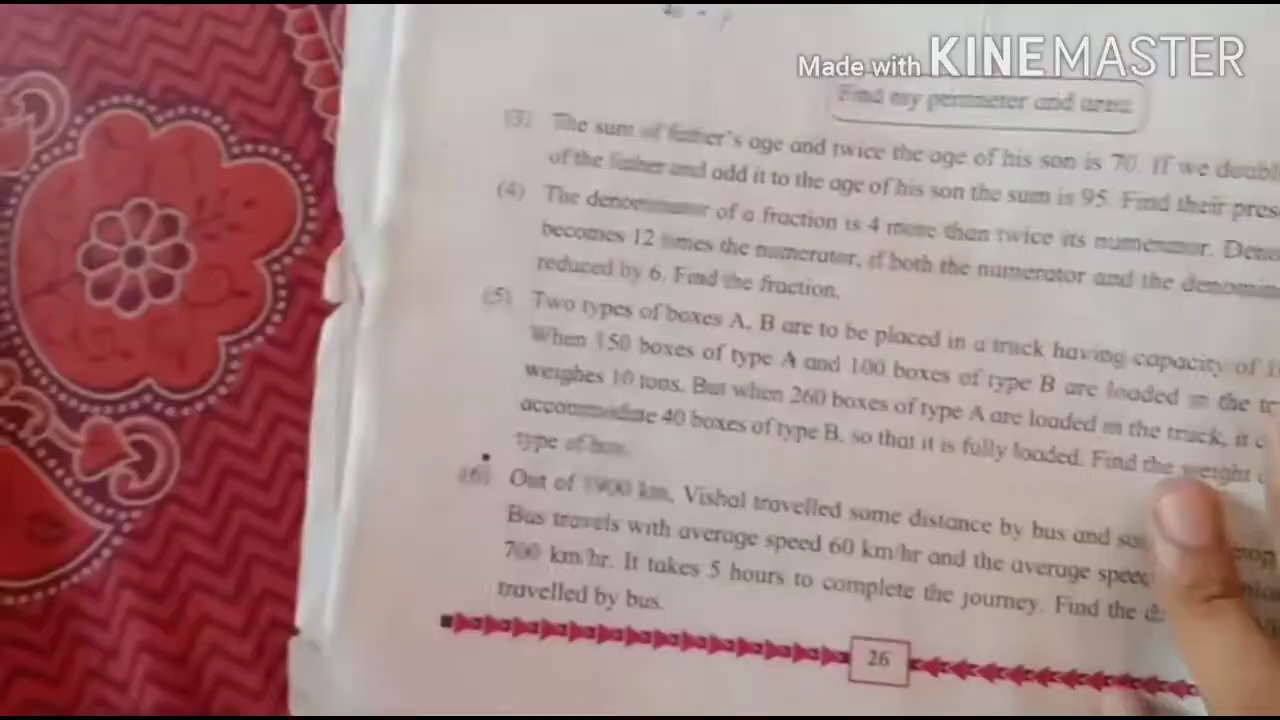 Made with KINEMASTER
Find my perimeter and area.
(3) The sum of father's age and twice the age of his son is 70. If we doubl
of the father and add it to the age of his son the sum is 95. Find their pres
(4) The denominator of a fraction is 4 more than twice its numerator. Deno
becomes 12 times the numerator, if both the numerator and the denomin
reduced by 6. Find the fraction.
(5) Two types of boxes A, B are to be placed in a truck having capacity of
When 150 boxes of type A and 100 boxes of type B are loaded in the tr
weighes 10 tons. But when 260 boxes of type A are loaded in the truck, it c
accommodate 40 boxes of type B, so that it is fully loaded. Find the weight
type of box.
(6) Out of 1900 km, Vishal travelled some distance by bus and so
Bus travels with average speed 60 km/hr and the average speed
700 km/hr. It takes 5 hours to complete the journey. Find the
travelled by bus.
26